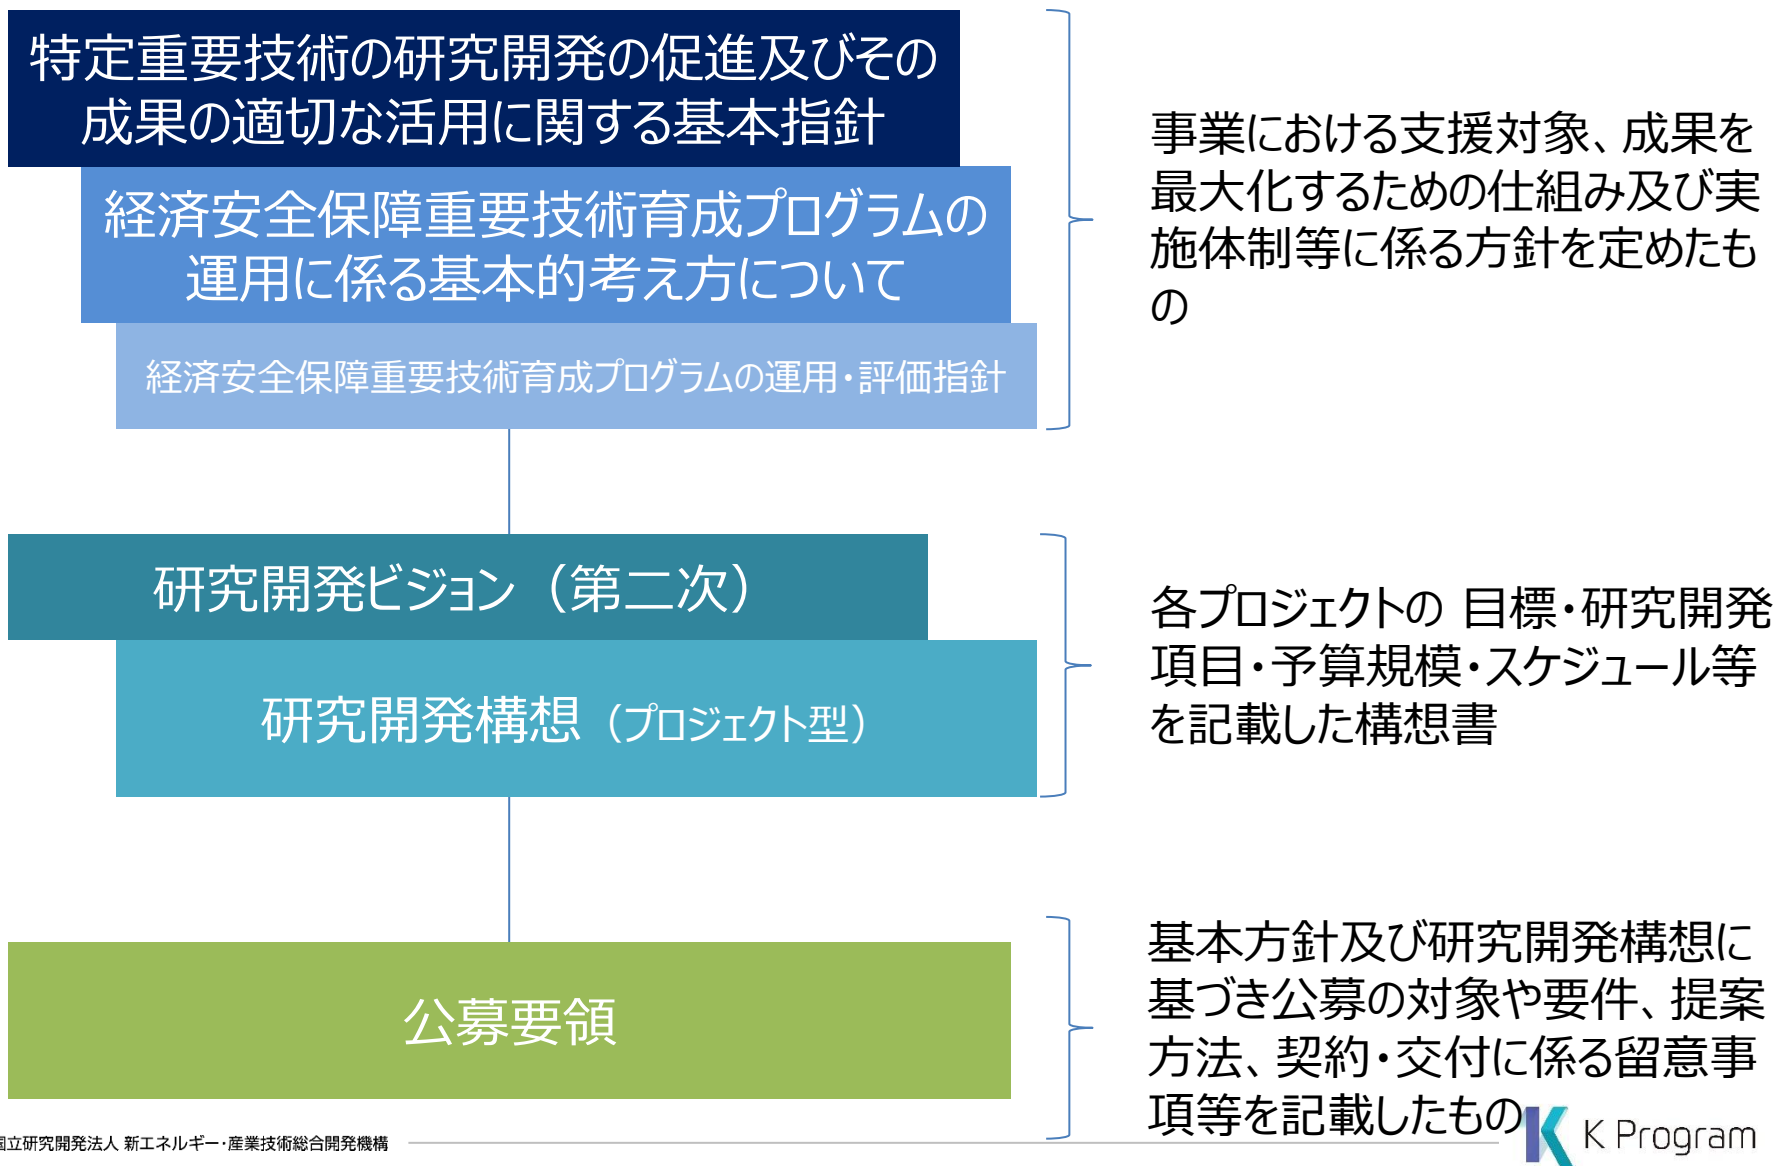 特定重要技術の研究開発の促進及びその
成果の適切な活用に関する基本指針
経済安全保障重要技術育成プログラムの
運用に係る基本的考え方について
経済安全保障重要技術育成プログラムの運用・評価指針
事業における支援対象、成果を
最大化するための仕組み及び実
施体制等に係る方針を定めたも
の
研究開発ビジョン（第二次）
研究開発構想（プロジェクト型）
各プロジェクトの 目標・研究開発
項目・予算規模・スケジュール等
を記載した構想書
公募要領
基本方針及び研究開発構想に
基づき公募の対象や要件、提案
方法、契約・交付に係る留意事
項等を記載したもの
国立研究開発法人 新エネルギー・産業技術総合開発機構
K Program